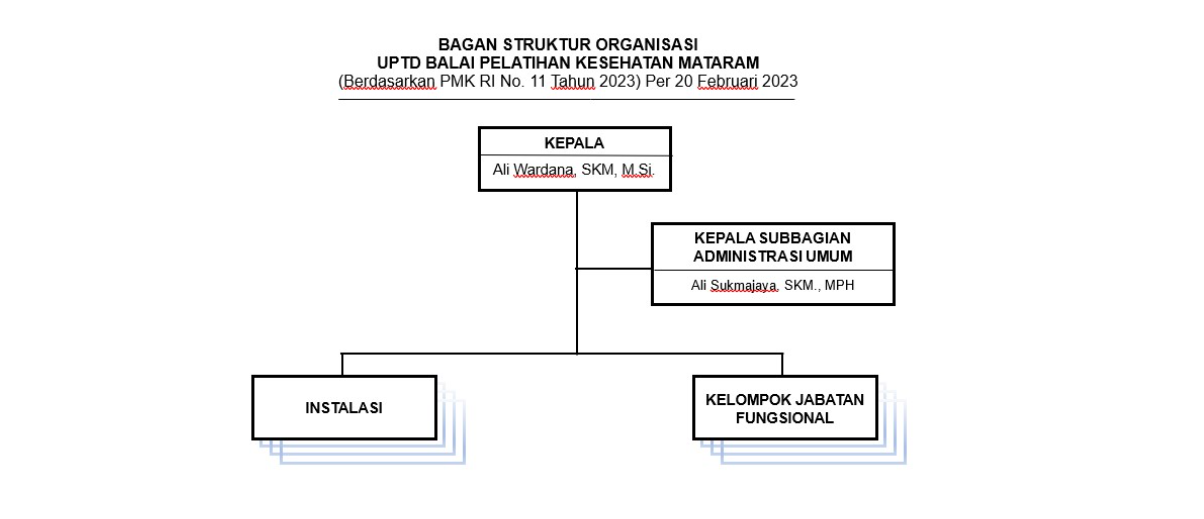 BAGAN STRUKTUR ORGANISASI
UPTD BALAI PELATIHAN KESEHATAN MATARAM
(Berdasarkan PMK RI No. 11 Tahun 2023) Per 20 Februari 2023
KEPALA
Ali Wardana, SKM, M.Si.
KEPALA SUBBAGIAN
ADMINISTRASI UMUM
Ali Sukmajaya, SKM., MPH
INSTALASI
KELOMPOK JABATAN
FUNGSIONAL